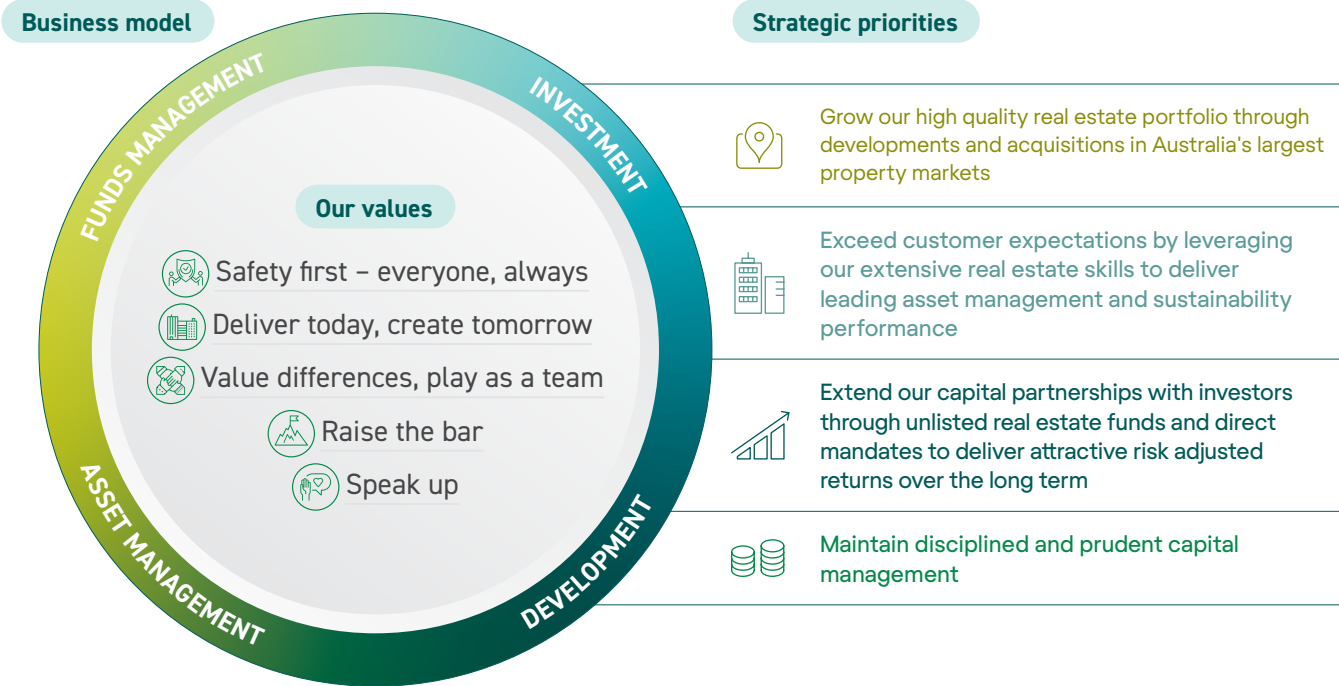 Business model
FUNDS MANAGEMENT
INVESTMENT
Our values
Safety first – everyone, always
Deliver today, create tomorrow
Value differences, play as a team
Raise the bar
Speak up
ASSET MANAGEMENT
DEVELOPMENT
Strategic priorities
Grow our high quality real estate portfolio through
developments and acquisitions in Australia's largest
property markets
Exceed customer expectations by leveraging
our extensive real estate skills to deliver
leading asset management and sustainability
performance
Extend our capital partnerships with investors
through unlisted real estate funds and direct
mandates to deliver attractive risk adjusted
returns over the long term
Maintain disciplined and prudent capital
management